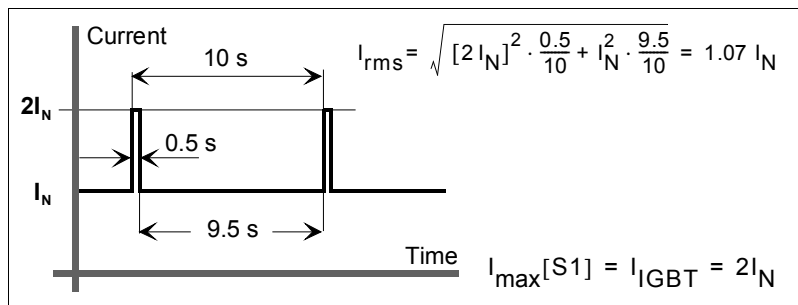 Current
I_rms = √([2 I_N]² · 0.5/10 + I_N² · 9.5/10) = 1.07 I_N
10 s
2I_N
0.5 s
I_N
9.5 s
Time
I_max[S1] = I_IGBT = 2I_N